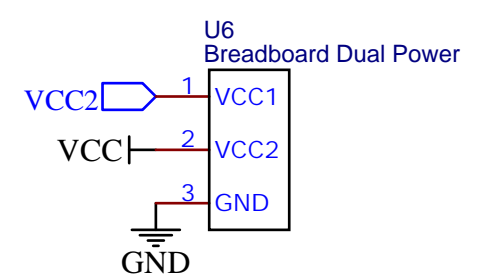 U6
Breadboard Dual Power
VCC2 1 VCC1
VCC 2 VCC2
3 GND
GND